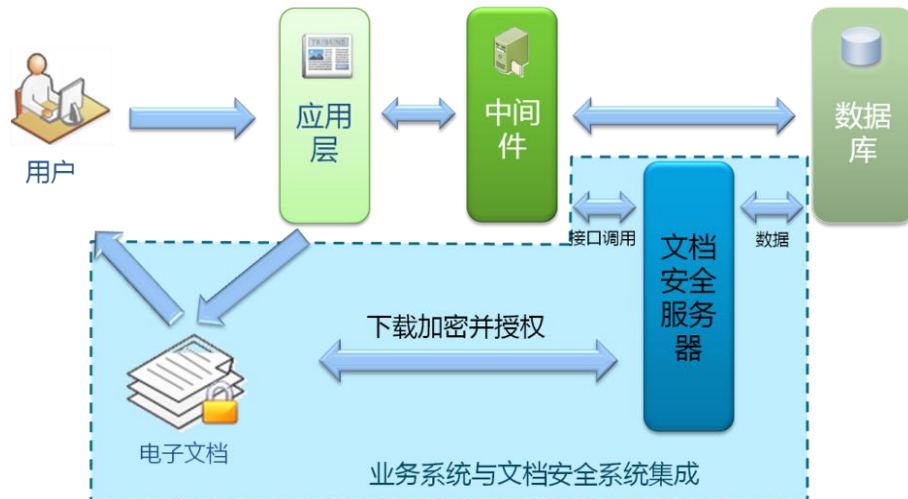 TRIBUNE
应用
层
中间
件
数据
库
用户
接口调用
数据
文档
安全
服务
器
下载加密并授权
电子文档
业务系统与文档安全系统集成